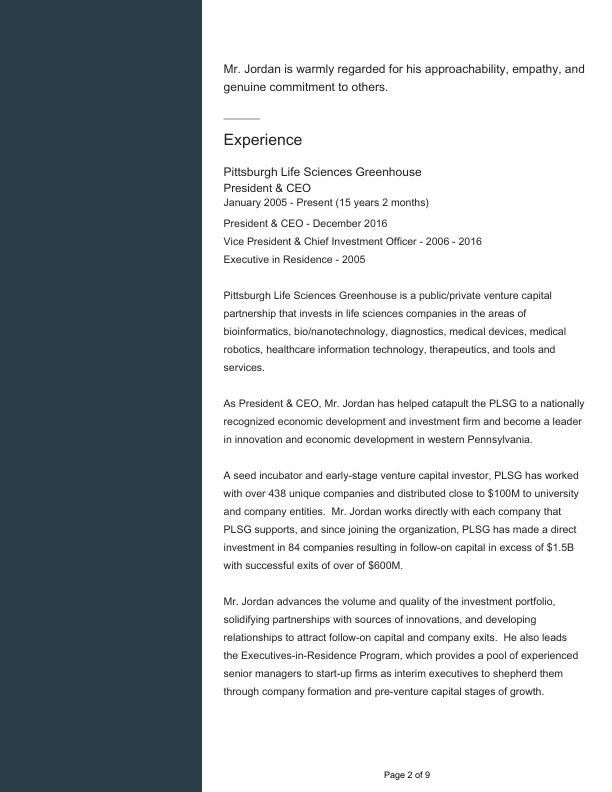 Mr. Jordan is warmly regarded for his approachability, empathy, and
genuine commitment to others.
Experience
Pittsburgh Life Sciences Greenhouse
President & CEO
January 2005 - Present (15 years 2 months)
President & CEO - December 2016
Vice President & Chief Investment Officer - 2006 - 2016
Executive in Residence - 2005
Pittsburgh Life Sciences Greenhouse is a public/private venture capital
partnership that invests in life sciences companies in the areas of
bioinformatics, bio/nanotechnology, diagnostics, medical devices, medical
robotics, healthcare information technology, therapeutics, and tools and
services.
As President & CEO, Mr. Jordan has helped catapult the PLSG to a nationally
recognized economic development and investment firm and become a leader
in innovation and economic development in western Pennsylvania.
A seed incubator and early-stage venture capital investor, PLSG has worked
with over 438 unique companies and distributed close to $100M to university
and company entities.  Mr. Jordan works directly with each company that
PLSG supports, and since joining the organization, PLSG has made a direct
investment in 84 companies resulting in follow-on capital in excess of $1.5B
with successful exits of over of $600M.
Mr. Jordan advances the volume and quality of the investment portfolio,
solidifying partnerships with sources of innovations, and developing
relationships to attract follow-on capital and company exits.  He also leads
the Executives-in-Residence Program, which provides a pool of experienced
senior managers to start-up firms as interim executives to shepherd them
through company formation and pre-venture capital stages of growth.
Page 2 of 9